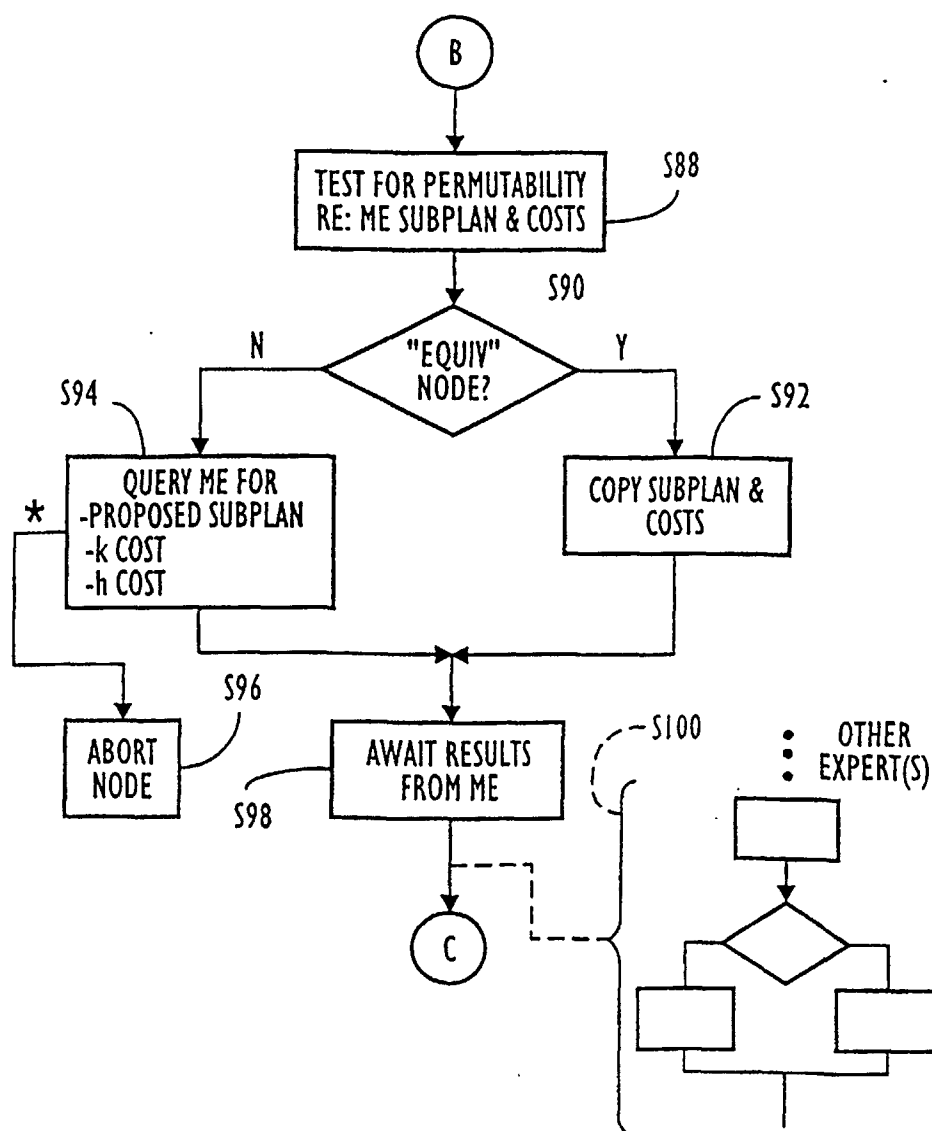 B
TEST FOR PERMUTABILITY
RE: ME SUBPLAN & COSTS
S88
S90
"EQUIV"
NODE?
N
Y
S94
S92
QUERY ME FOR
-PROPOSED SUBPLAN
-k COST
-h COST
*
COPY SUBPLAN &
COSTS
S96
ABORT
NODE
AWAIT RESULTS
FROM ME
S98
S100
OTHER
EXPERT(S)
C